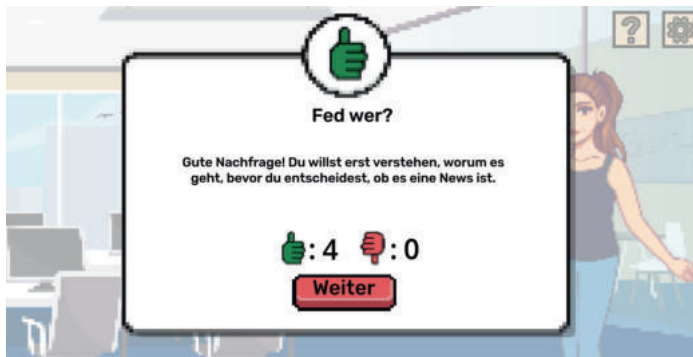 ?
Fed wer?
Gute Nachfrage! Du willst erst verstehen, worum es
geht, bevor du entscheidest, ob es eine News ist.
: 4 : 0
Weiter